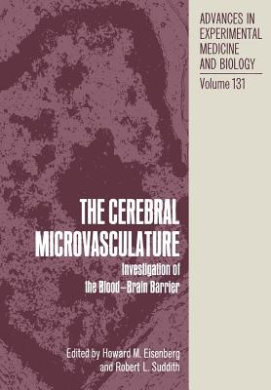 ADVANCES IN
EXPERIMENTAL
MEDICINE
AND BIOLOGY
Volume 131
THE CEREBRAL
MICROVASCULATURE
Investigation of
the Blood–Brain Barrier
Edited by Howard M. Eisenberg
and Robert L. Suddith